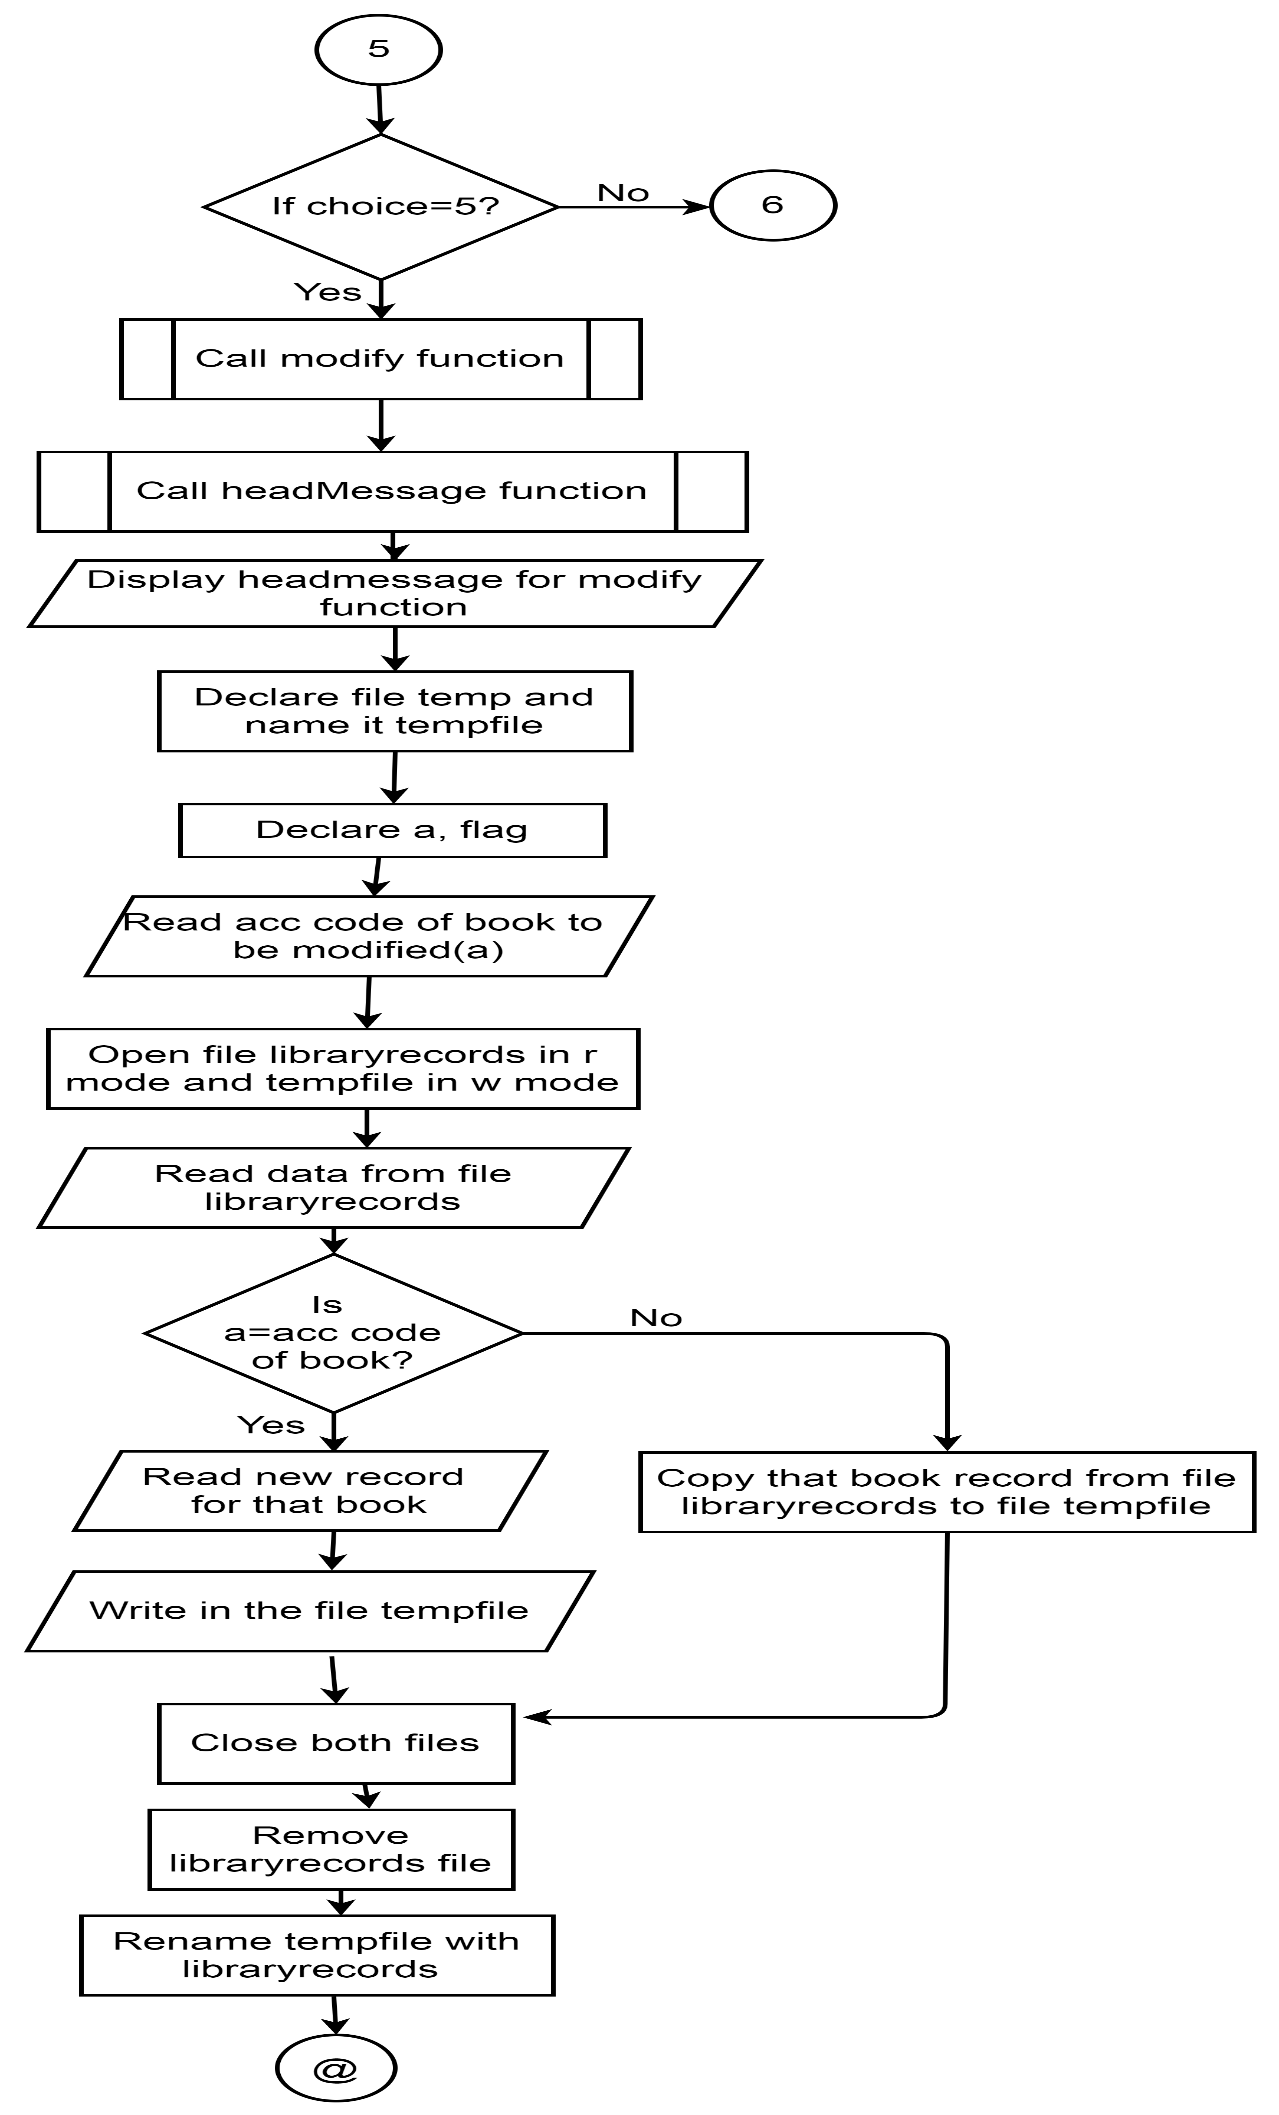 5
If choice=5?
No
6
Yes
Call modify function
Call headMessage function
Display headmessage for modify
function
Declare file temp and
name it tempfile
Declare a, flag
Read acc code of book to
be modified(a)
Open file libraryrecords in r
mode and tempfile in w mode
Read data from file
libraryrecords
Is
a=acc code
of book?
No
Yes
Read new record
for that book
Copy that book record from file
libraryrecords to file tempfile
Write in the file tempfile
Close both files
Remove
libraryrecords file
Rename tempfile with
libraryrecords
@